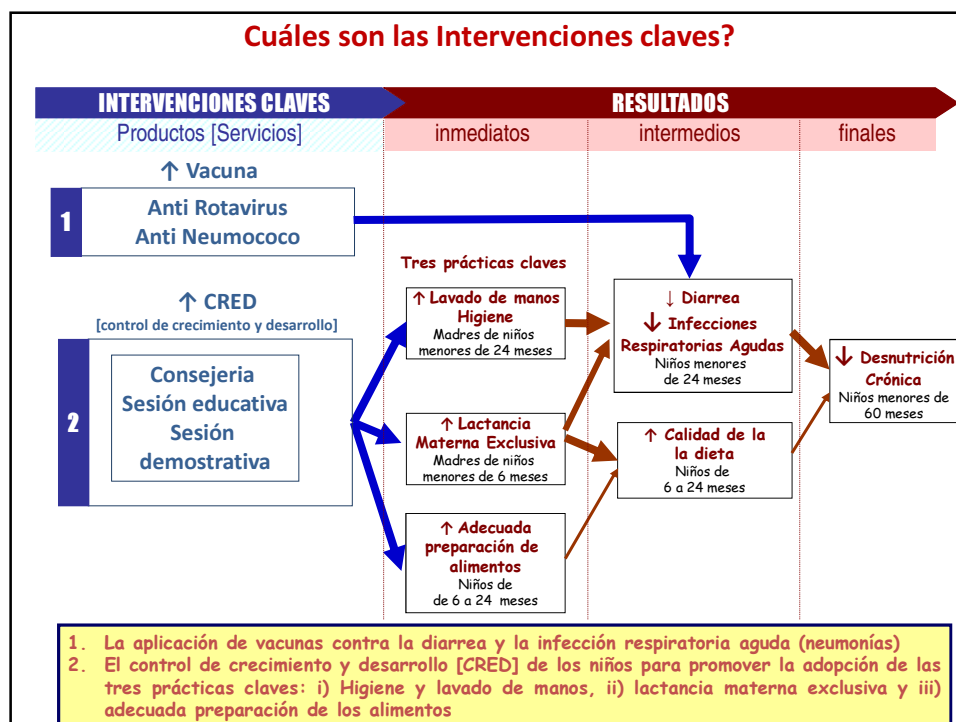 Cuáles son las Intervenciones claves?
INTERVENCIONES CLAVES
RESULTADOS
Productos [Servicios]
inmediatos
intermedios
finales
↑ Vacuna
1
Anti Rotavirus
Anti Neumococo
↑ CRED
[control de crecimiento y desarrollo]
2
Consejeria
Sesión educativa
Sesión
demostrativa
Tres prácticas claves
↑ Lavado de manos
Higiene
Madres de niños
menores de 24 meses
↑ Lactancia
Materna Exclusiva
Madres de niños
menores de 6 meses
↑ Adecuada
preparación de
alimentos
Niños de
de 6 a 24 meses
↓ Diarrea
↓ Infecciones
Respiratorias Agudas
Niños menores
de 24 meses
↑ Calidad de la
la dieta
Niños de
6 a 24 meses
↓ Desnutrición
Crónica
Niños menores de
60 meses
1. La aplicación de vacunas contra la diarrea y la infección respiratoria aguda (neumonías)
2. El control de crecimiento y desarrollo [CRED] de los niños para promover la adopción de las
tres prácticas claves: i) Higiene y lavado de manos, ii) lactancia materna exclusiva y iii)
adecuada preparación de los alimentos